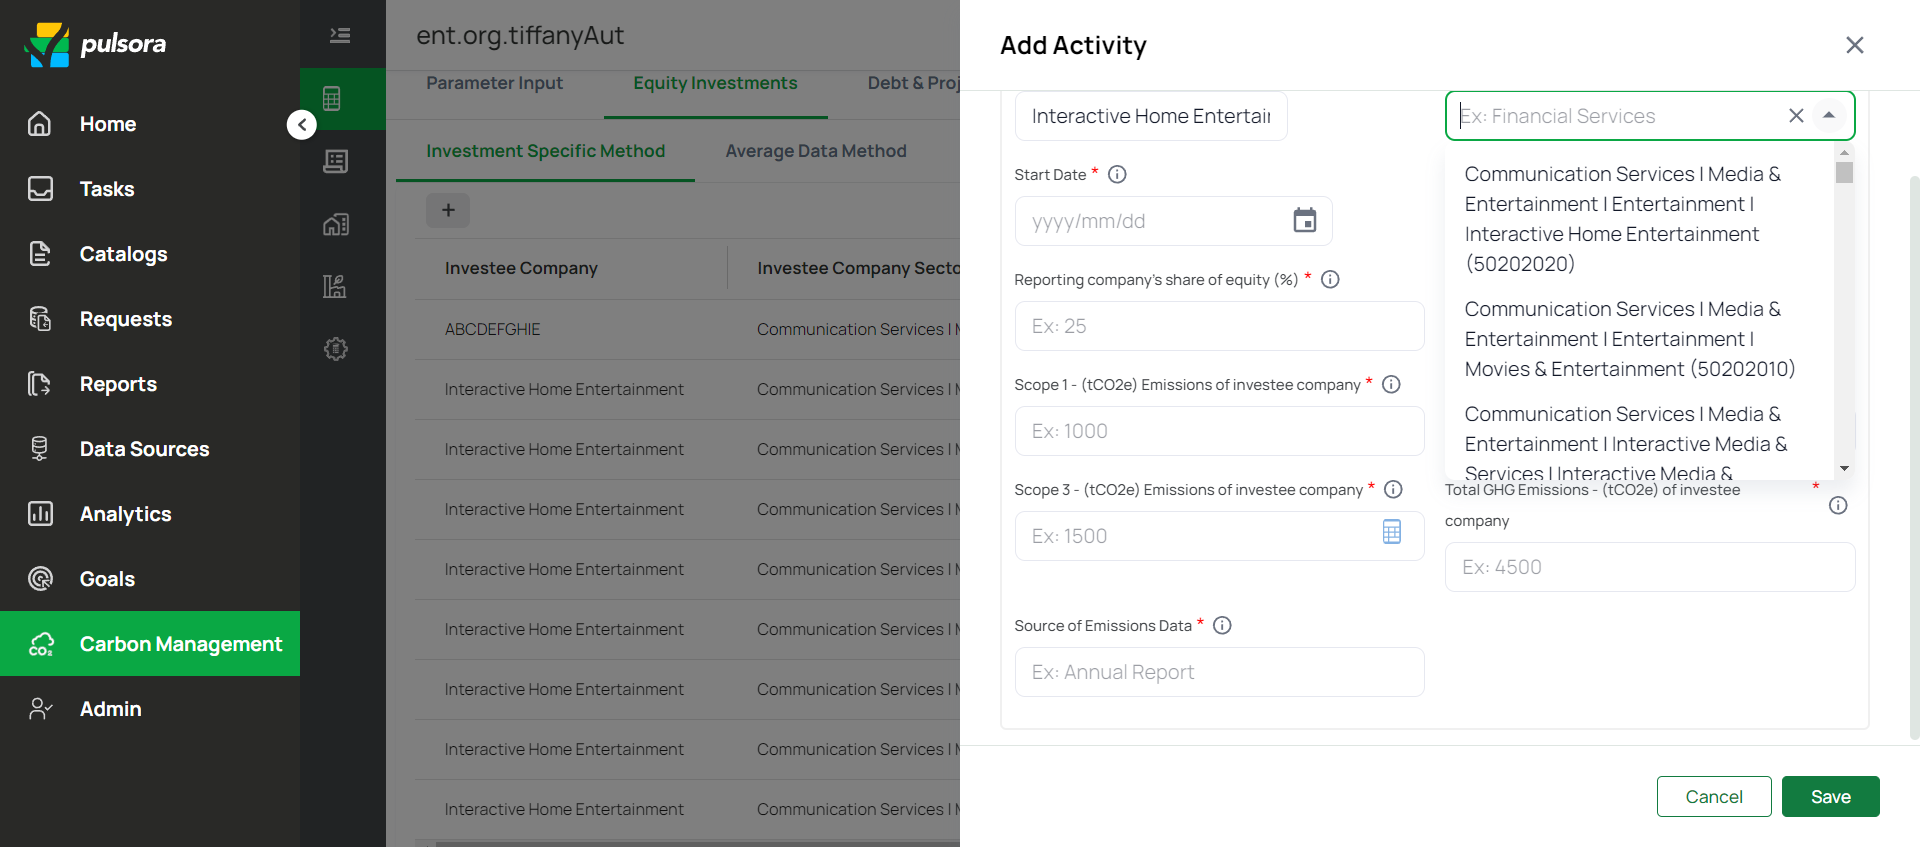 pulsora
Home
Tasks
Catalogs
Requests
Reports
Data Sources
Analytics
Goals
Carbon Management
Admin
ent.org.tiffanyAut
Parameter Input
Equity Investments
Debt & Proj
Investment Specific Method
Average Data Method
+
Investee Company
Investee Company Secto
ABCDEFGHIE
Communication Services | M
Interactive Home Entertainment
Communication Services | M
Interactive Home Entertainment
Communication Services | M
Interactive Home Entertainment
Communication Services | M
Interactive Home Entertainment
Communication Services | M
Interactive Home Entertainment
Communication Services | M
Interactive Home Entertainment
Communication Services | M
Interactive Home Entertainment
Communication Services | M
Interactive Home Entertainment
Communication Services | M
Add Activity
Interactive Home Entertain
Ex: Financial Services
Communication Services | Media &
Entertainment | Entertainment |
Interactive Home Entertainment
(50202020)
Communication Services | Media &
Entertainment | Entertainment |
Movies & Entertainment (50202010)
Communication Services | Media &
Entertainment | Interactive Media &
Services | Interactive Media &
Start Date *
yyyy/mm/dd
Reporting company's share of equity (%) *
Ex: 25
Scope 1 - (tCO2e) Emissions of investee company *
Ex: 1000
Scope 3 - (tCO2e) Emissions of investee company *
Ex: 1500
Total GHG Emissions - (tCO2e) of investee
company *
Ex: 4500
Source of Emissions Data *
Ex: Annual Report
Cancel
Save